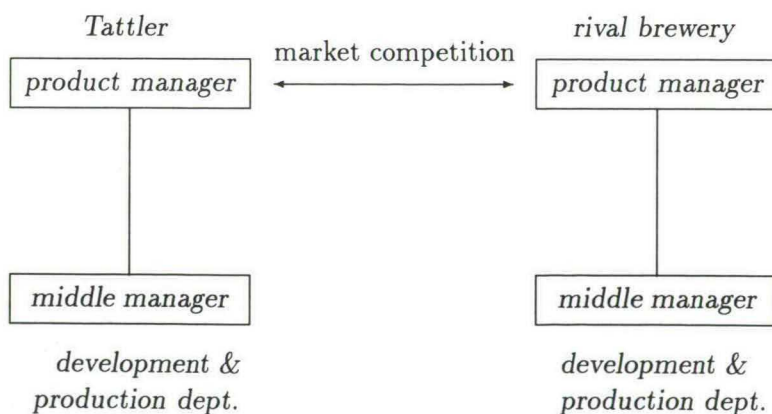 Tattler
rival brewery
market competition
product manager
product manager
middle manager
middle manager
development &
production dept.
development &
production dept.